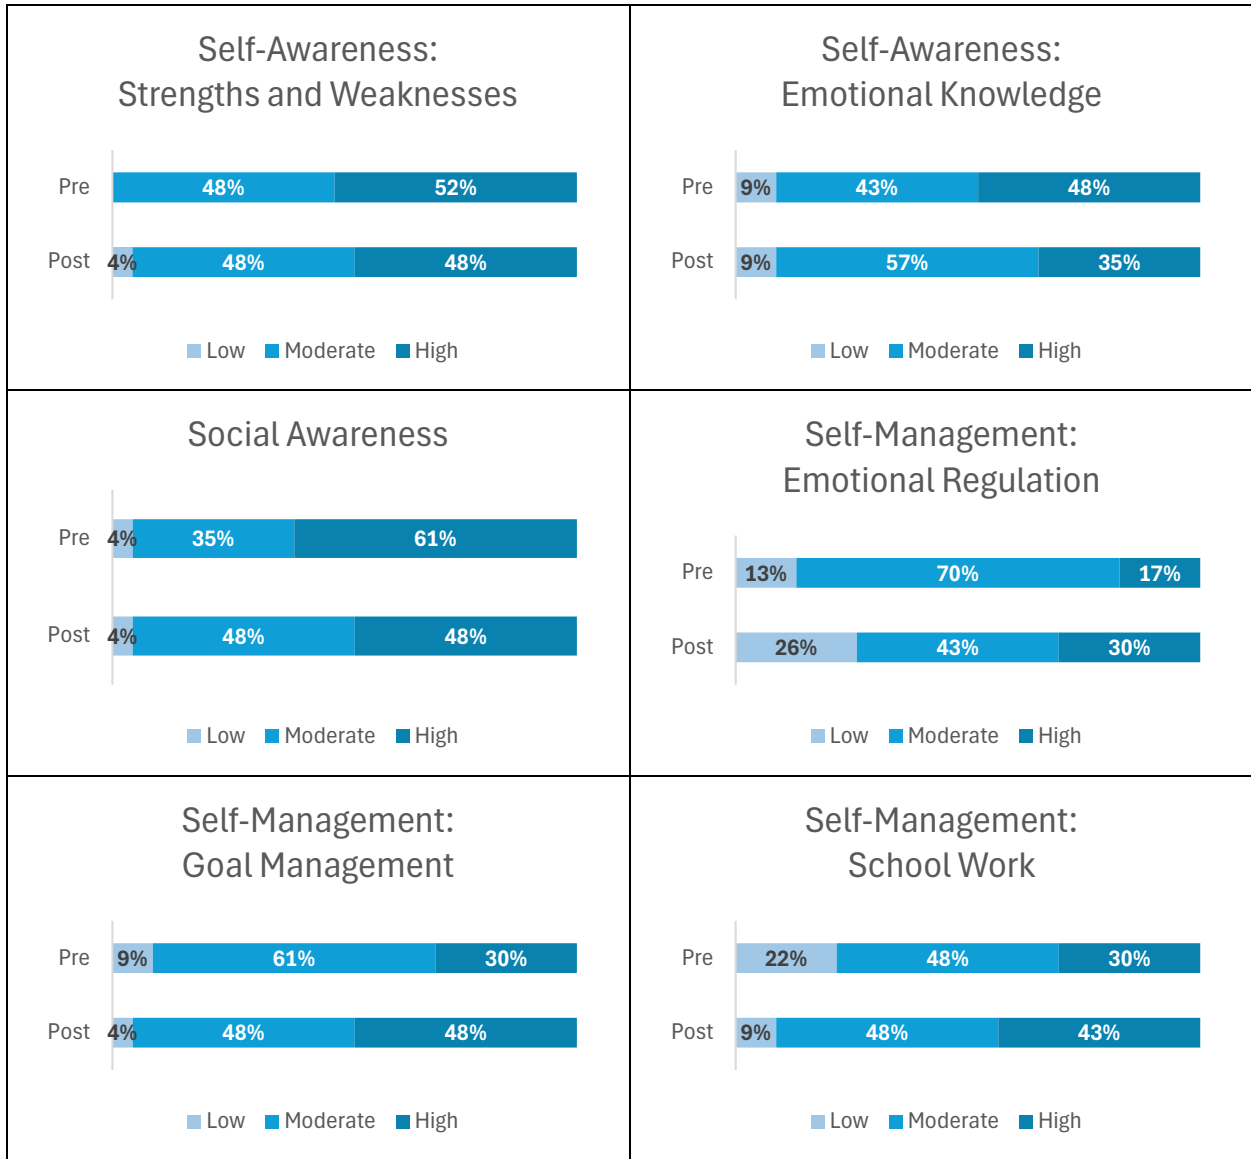 Self-Awareness:
Strengths and Weaknesses
Pre 48% 52%
Post 4% 48% 48%
Low Moderate High
Self-Awareness:
Emotional Knowledge
Pre 9% 43% 48%
Post 9% 57% 35%
Low Moderate High
Social Awareness
Pre 4% 35% 61%
Post 4% 48% 48%
Low Moderate High
Self-Management:
Emotional Regulation
Pre 13% 70% 17%
Post 26% 43% 30%
Low Moderate High
Self-Management:
Goal Management
Pre 9% 61% 30%
Post 4% 48% 48%
Low Moderate High
Self-Management:
School Work
Pre 22% 48% 30%
Post 9% 48% 43%
Low Moderate High